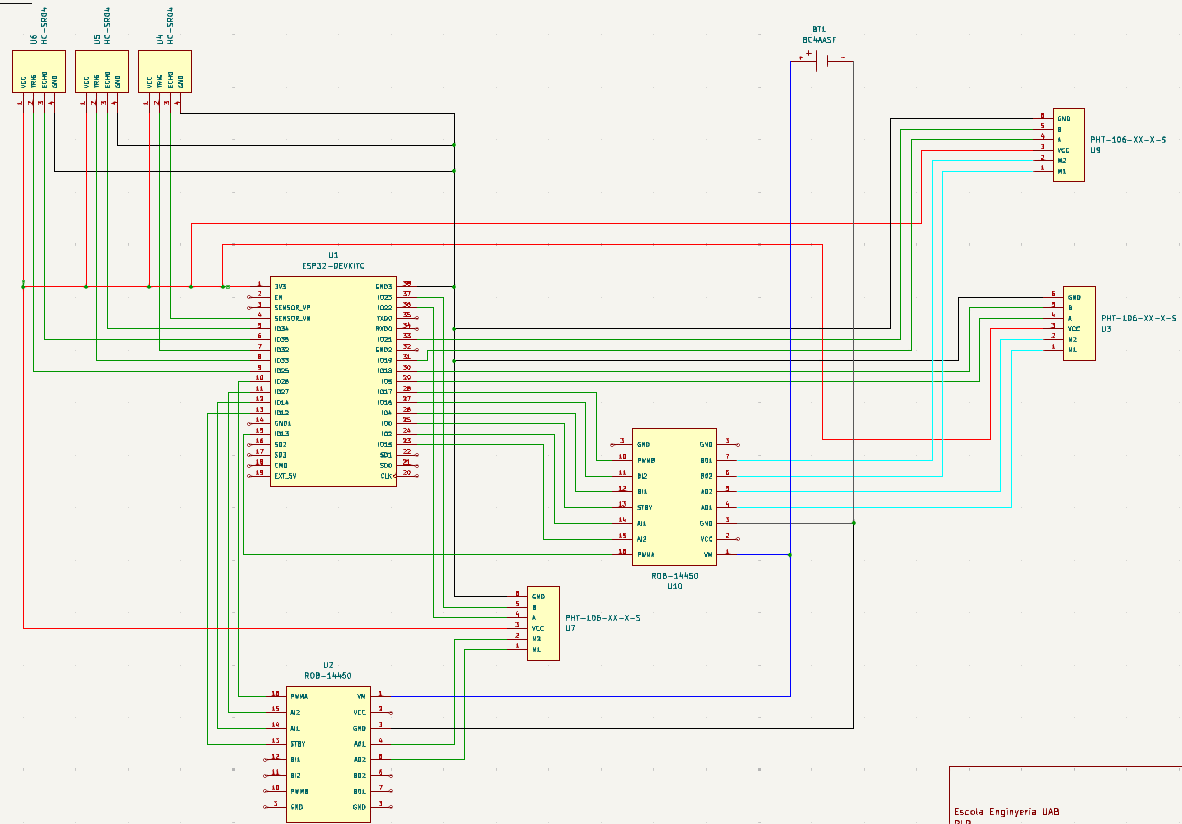 U6
HC-SR04
U5
HC-SR04
U4
HC-SR04
VCC
TRIG
ECHO
GND
VCC
TRIG
ECHO
GND
VCC
TRIG
ECHO
GND
1 2 3 4
1 2 3 4
1 2 3 4
BT1
BC4AASF
+ + -
6 GND
5 B
4 A
3 VCC
2 M2
1 M1
PHT-106-XX-X-S
U9
U1
ESP32-DEVKITC
1 3V3 GND3 38
2 EN IO23 37
3 SENSOR_VP IO22 36
4 SENSOR_VN TXD0 35
5 IO34 RXD0 34
6 IO35 IO21 33
7 IO32 GND2 32
8 IO33 IO19 31
9 IO25 IO18 30
10 IO26 IO5 29
11 IO27 IO17 28
12 IO14 IO16 27
13 IO12 IO4 26
14 GND1 IO0 25
15 IO13 IO2 24
16 SD2 IO15 23
17 SD3 SD1 22
18 CMD SD0 21
19 EXT_5V CLK 20
6 GND
5 B
4 A
3 VCC
2 M2
1 M1
PHT-106-XX-X-S
U3
3 GND GND 3
10 PWMB BO1 7
11 BI2 BO2 6
12 BI1 AO2 5
13 STBY AO1 4
14 AI1 GND 3
15 AI2 VCC 2
16 PWMA VM 1
ROB-14450
U10
6 GND
5 B
4 A
3 VCC
2 M2
1 M1
PHT-106-XX-X-S
U7
U2
ROB-14450
16 PWMA VM 1
15 AI2 VCC 2
14 AI1 GND 3
13 STBY AO1 4
12 BI1 AO2 5
11 BI2 BO2 6
10 PWMB BO1 7
3 GND GND 3
Escola Enginyeria UAB